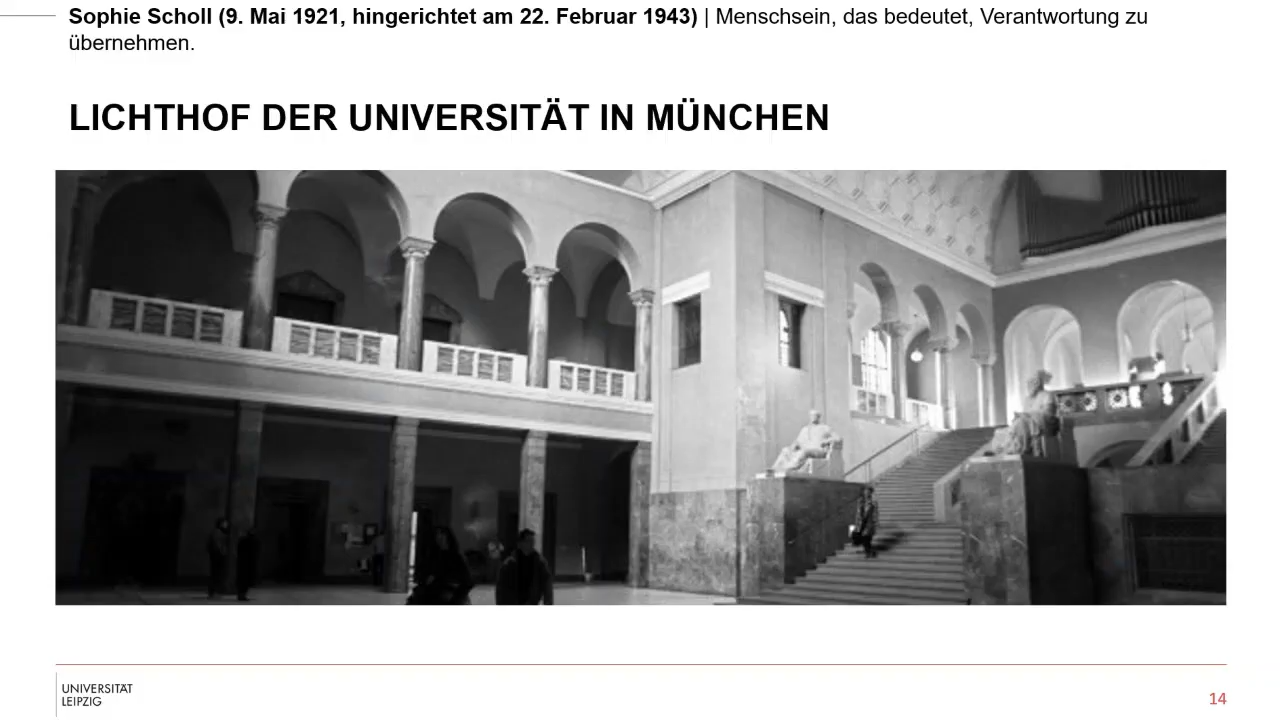 Sophie Scholl (9. Mai 1921, hingerichtet am 22. Februar 1943) | Menschsein, das bedeutet, Verantwortung zu
übernehmen.
LICHTHOF DER UNIVERSITÄT IN MÜNCHEN
UNIVERSITÄT
LEIPZIG
14